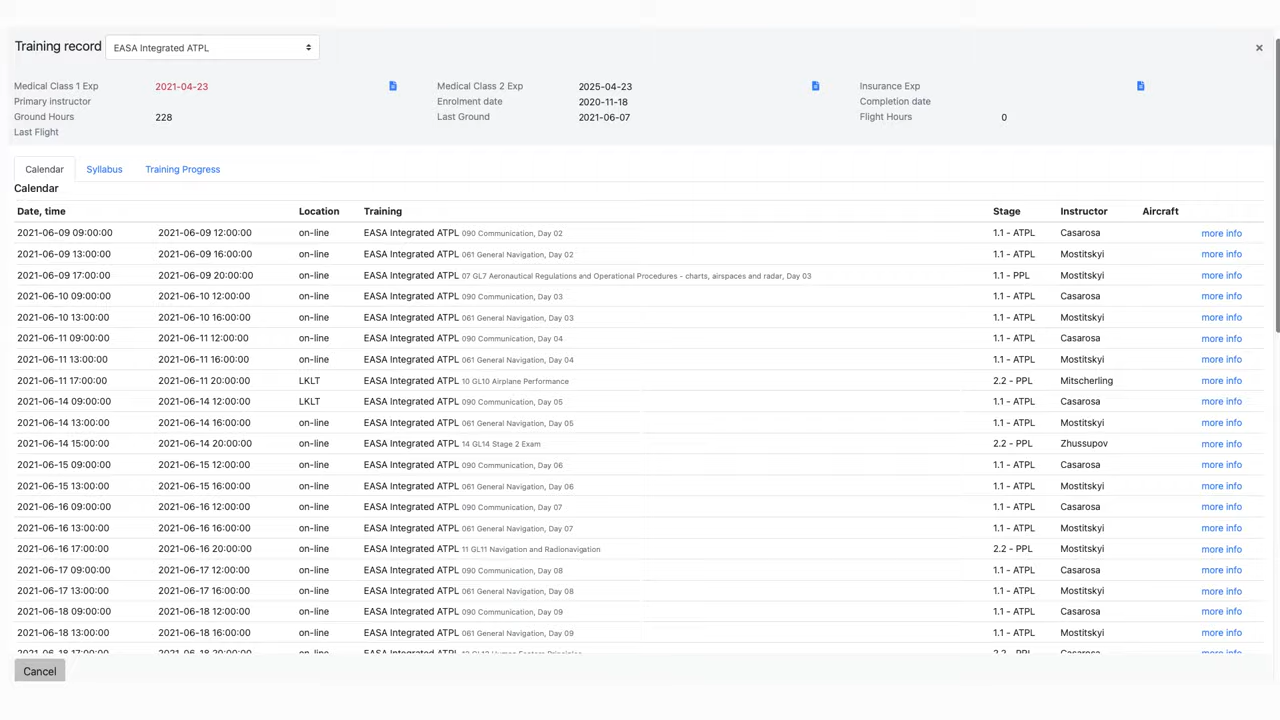 Training record EASA Integrated ATPL ×
Medical Class 1 Exp 2021-04-23 Medical Class 2 Exp 2025-04-23 Insurance Exp
Primary instructor Enrolment date 2020-11-18 Completion date
Ground Hours 228 Last Ground 2021-06-07 Flight Hours 0
Last Flight
Calendar Syllabus Training Progress
Calendar
Date, time Location Training Stage Instructor Aircraft
2021-06-09 09:00:00 2021-06-09 12:00:00 on-line EASA Integrated ATPL 090 Communication, Day 02 1.1 - ATPL Casarosa more info
2021-06-09 13:00:00 2021-06-09 16:00:00 on-line EASA Integrated ATPL 061 General Navigation, Day 02 1.1 - ATPL Mostitskyi more info
2021-06-09 17:00:00 2021-06-09 20:00:00 on-line EASA Integrated ATPL 07 GL7 Aeronautical Regulations and Operational Procedures - charts, airspaces and radar, Day 03 1.1 - PPL Mostitskyi more info
2021-06-10 09:00:00 2021-06-10 12:00:00 on-line EASA Integrated ATPL 090 Communication, Day 03 1.1 - ATPL Casarosa more info
2021-06-10 13:00:00 2021-06-10 16:00:00 on-line EASA Integrated ATPL 061 General Navigation, Day 03 1.1 - ATPL Mostitskyi more info
2021-06-11 09:00:00 2021-06-11 12:00:00 on-line EASA Integrated ATPL 090 Communication, Day 04 1.1 - ATPL Casarosa more info
2021-06-11 13:00:00 2021-06-11 16:00:00 on-line EASA Integrated ATPL 061 General Navigation, Day 04 1.1 - ATPL Mostitskyi more info
2021-06-11 17:00:00 2021-06-11 20:00:00 LKLT EASA Integrated ATPL 10 GL10 Airplane Performance 2.2 - PPL Mitscherling more info
2021-06-14 09:00:00 2021-06-14 12:00:00 LKLT EASA Integrated ATPL 090 Communication, Day 05 1.1 - ATPL Casarosa more info
2021-06-14 13:00:00 2021-06-14 16:00:00 on-line EASA Integrated ATPL 061 General Navigation, Day 05 1.1 - ATPL Mostitskyi more info
2021-06-14 15:00:00 2021-06-14 20:00:00 on-line EASA Integrated ATPL 14 GL14 Stage 2 Exam 2.2 - PPL Zhussupov more info
2021-06-15 09:00:00 2021-06-15 12:00:00 on-line EASA Integrated ATPL 090 Communication, Day 06 1.1 - ATPL Casarosa more info
2021-06-15 13:00:00 2021-06-15 16:00:00 on-line EASA Integrated ATPL 061 General Navigation, Day 06 1.1 - ATPL Mostitskyi more info
2021-06-16 09:00:00 2021-06-16 12:00:00 on-line EASA Integrated ATPL 090 Communication, Day 07 1.1 - ATPL Casarosa more info
2021-06-16 13:00:00 2021-06-16 16:00:00 on-line EASA Integrated ATPL 061 General Navigation, Day 07 1.1 - ATPL Mostitskyi more info
2021-06-16 17:00:00 2021-06-16 20:00:00 on-line EASA Integrated ATPL 11 GL11 Navigation and Radionavigation 2.2 - PPL Mostitskyi more info
2021-06-17 09:00:00 2021-06-17 12:00:00 on-line EASA Integrated ATPL 090 Communication, Day 08 1.1 - ATPL Casarosa more info
2021-06-17 13:00:00 2021-06-17 16:00:00 on-line EASA Integrated ATPL 061 General Navigation, Day 08 1.1 - ATPL Mostitskyi more info
2021-06-18 09:00:00 2021-06-18 12:00:00 on-line EASA Integrated ATPL 090 Communication, Day 09 1.1 - ATPL Casarosa more info
2021-06-18 13:00:00 2021-06-18 16:00:00 on-line EASA Integrated ATPL 061 General Navigation, Day 09 1.1 - ATPL Mostitskyi more info
Cancel